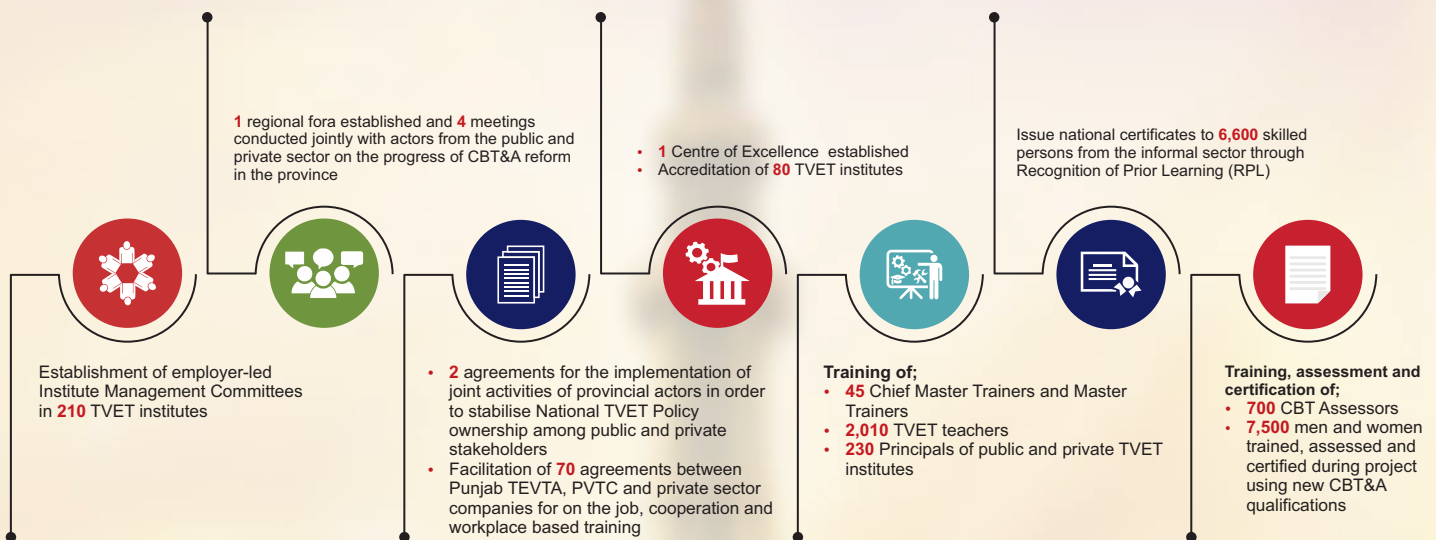 1 regional fora established and 4 meetings
conducted jointly with actors from the public and
private sector on the progress of CBT&A reform
in the province
• 1 Centre of Excellence established
• Accreditation of 80 TVET institutes
Issue national certificates to 6,600 skilled
persons from the informal sector through
Recognition of Prior Learning (RPL)
Establishment of employer-led
Institute Management Committees
in 210 TVET institutes
• 2 agreements for the implementation of
joint activities of provincial actors in order
to stabilise National TVET Policy
ownership among public and private
stakeholders
• Facilitation of 70 agreements between
Punjab TEVTA, PVTC and private sector
companies for on the job, cooperation and
workplace based training
Training of;
• 45 Chief Master Trainers and Master
Trainers
• 2,010 TVET teachers
• 230 Principals of public and private TVET
institutes
Training, assessment and
certification of;
• 700 CBT Assessors
• 7,500 men and women
trained, assessed and
certified during project
using new CBT&A
qualifications